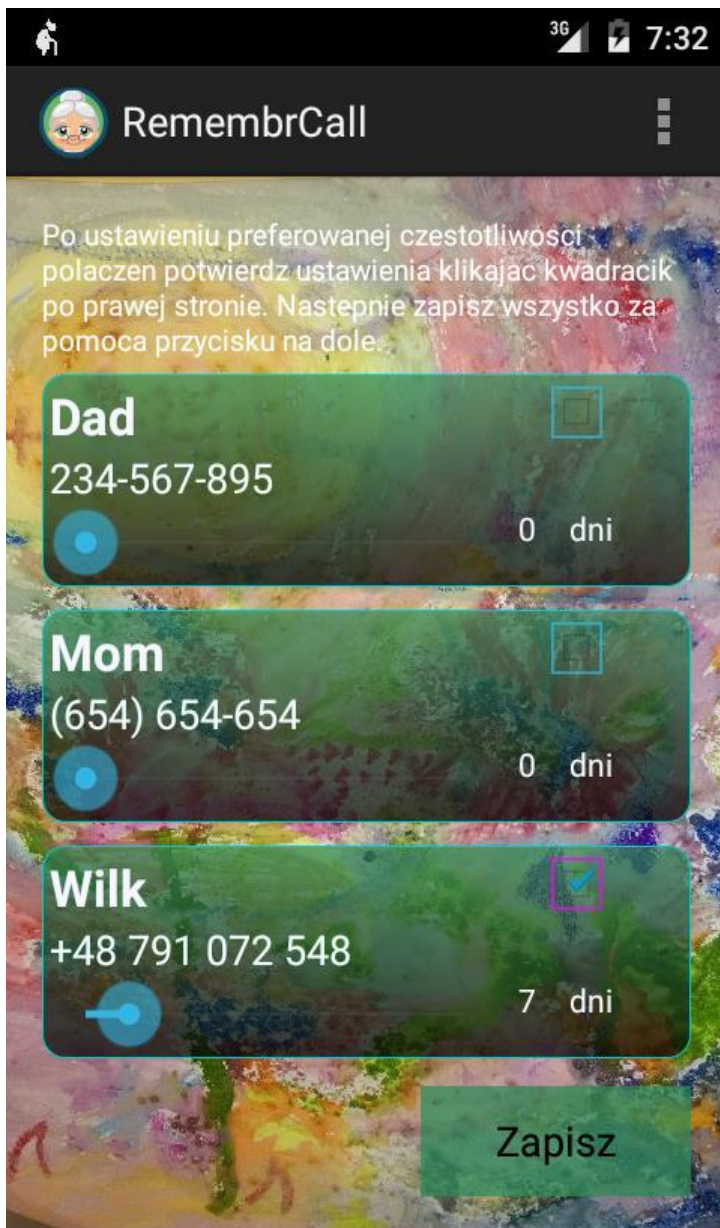 3G 7:32
RemembrCall
Po ustawieniu preferowanej czestotliwosci
polaczen potwierdz ustawienia klikajac kwadracik
po prawej stronie. Nastepnie zapisz wszystko za
pomoca przycisku na dole.
Dad
234-567-895
0 dni
Mom
(654) 654-654
0 dni
Wilk
+48 791 072 548
7 dni
Zapisz